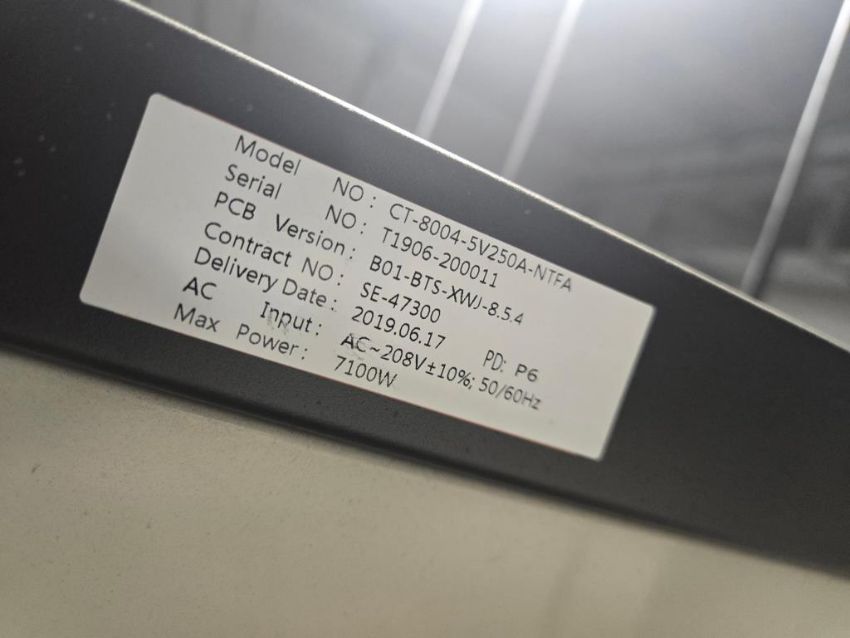 Model NO : CT-8004-5V250A-NTFA
Serial NO : T1906-200011
PCB Version : B01-BTS-XWJ-8.5.4
Contract NO : SE-47300
Delivery Date : 2019.06.17 PD: P6
AC Input : AC~208V±10%; 50/60Hz
Max Power : 7100W